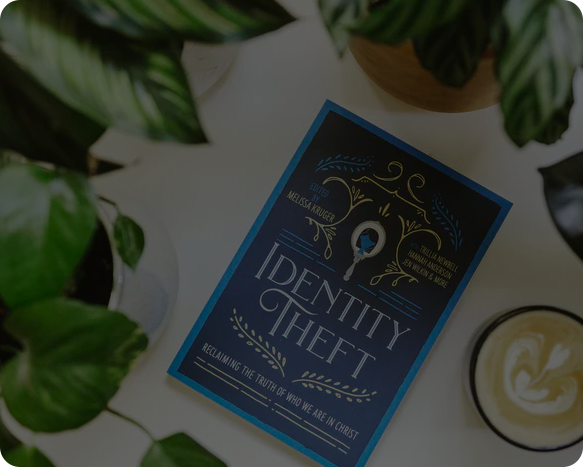 EDITED
BY
MELISSA KRUGER
WITH TRILLIA NEWBELL
HANNAH ANDERSON
JEN WILKIN & MORE
IDENTITY
THEFT
RECLAIMING THE TRUTH OF WHO WE ARE IN CHRIST